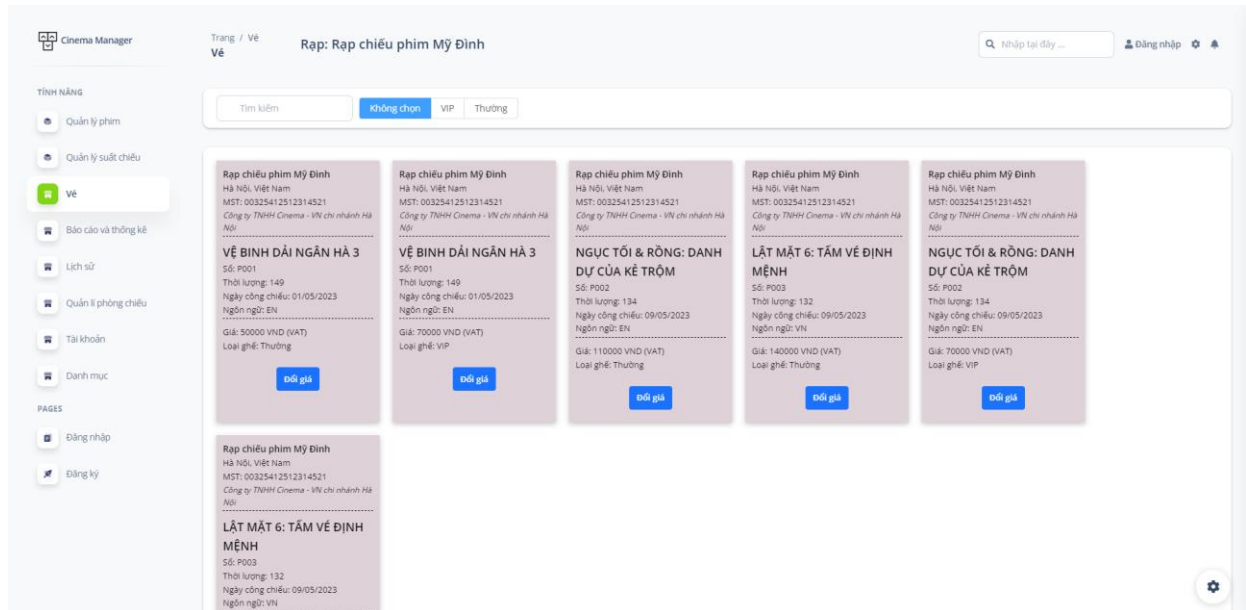 Cinema Manager
Trang / Vé
Vé
Rạp: Rạp chiếu phim Mỹ Đình
Nhập tại đây ...
Đăng nhập
TÍNH NĂNG
Quản lý phim
Quản lý suất chiếu
Vé
Báo cáo và thống kê
Lịch sử
Quản lí phòng chiếu
Tài khoản
Danh mục
PAGES
Đăng nhập
Đăng ký
Tìm kiếm
Không chọn
VIP
Thường
Rạp chiếu phim Mỹ Đình
Hà Nội, Việt Nam
MST: 00325412512314521
Công ty TNHH Cinema - VN chi nhánh Hà
Nội
VỆ BINH DẢI NGÂN HÀ 3
Số: P001
Thời lượng: 149
Ngày công chiếu: 01/05/2023
Ngôn ngữ: EN
Giá: 50000 VND (VAT)
Loại ghế: Thường
Đổi giá
Rạp chiếu phim Mỹ Đình
Hà Nội, Việt Nam
MST: 00325412512314521
Công ty TNHH Cinema - VN chi nhánh Hà
Nội
VỆ BINH DẢI NGÂN HÀ 3
Số: P001
Thời lượng: 149
Ngày công chiếu: 01/05/2023
Ngôn ngữ: EN
Giá: 70000 VND (VAT)
Loại ghế: VIP
Đổi giá
Rạp chiếu phim Mỹ Đình
Hà Nội, Việt Nam
MST: 00325412512314521
Công ty TNHH Cinema - VN chi nhánh Hà
Nội
NGỤC TỐI & RỒNG: DANH
DỰ CỦA KẺ TRỘM
Số: P002
Thời lượng: 134
Ngày công chiếu: 09/05/2023
Ngôn ngữ: EN
Giá: 110000 VND (VAT)
Loại ghế: Thường
Đổi giá
Rạp chiếu phim Mỹ Đình
Hà Nội, Việt Nam
MST: 00325412512314521
Công ty TNHH Cinema - VN chi nhánh Hà
Nội
LẬT MẶT 6: TẤM VÉ ĐỊNH
MỆNH
Số: P003
Thời lượng: 132
Ngày công chiếu: 09/05/2023
Ngôn ngữ: VN
Giá: 140000 VND (VAT)
Loại ghế: Thường
Đổi giá
Rạp chiếu phim Mỹ Đình
Hà Nội, Việt Nam
MST: 00325412512314521
Công ty TNHH Cinema - VN chi nhánh Hà
Nội
NGỤC TỐI & RỒNG: DANH
DỰ CỦA KẺ TRỘM
Số: P002
Thời lượng: 134
Ngày công chiếu: 09/05/2023
Ngôn ngữ: EN
Giá: 70000 VND (VAT)
Loại ghế: VIP
Đổi giá
Rạp chiếu phim Mỹ Đình
Hà Nội, Việt Nam
MST: 00325412512314521
Công ty TNHH Cinema - VN chi nhánh Hà
Nội
LẬT MẶT 6: TẤM VÉ ĐỊNH
MỆNH
Số: P003
Thời lượng: 132
Ngày công chiếu: 09/05/2023
Ngôn ngữ: VN